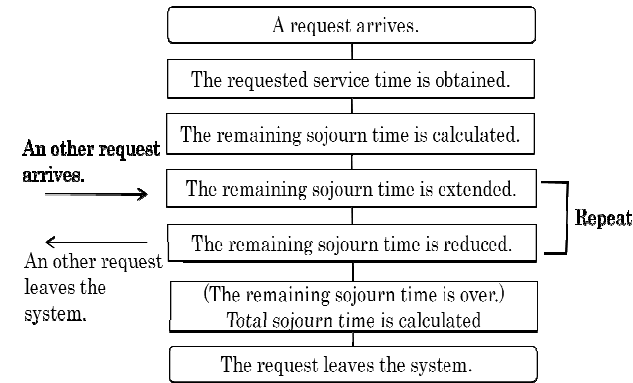 A request arrives.
The requested service time is obtained.
The remaining sojourn time is calculated.
An other request
arrives.
The remaining sojourn time is extended.
Repeat
The remaining sojourn time is reduced.
An other request
leaves the
system.
(The remaining sojourn time is over.)
Total sojourn time is calculated
The request leaves the system.